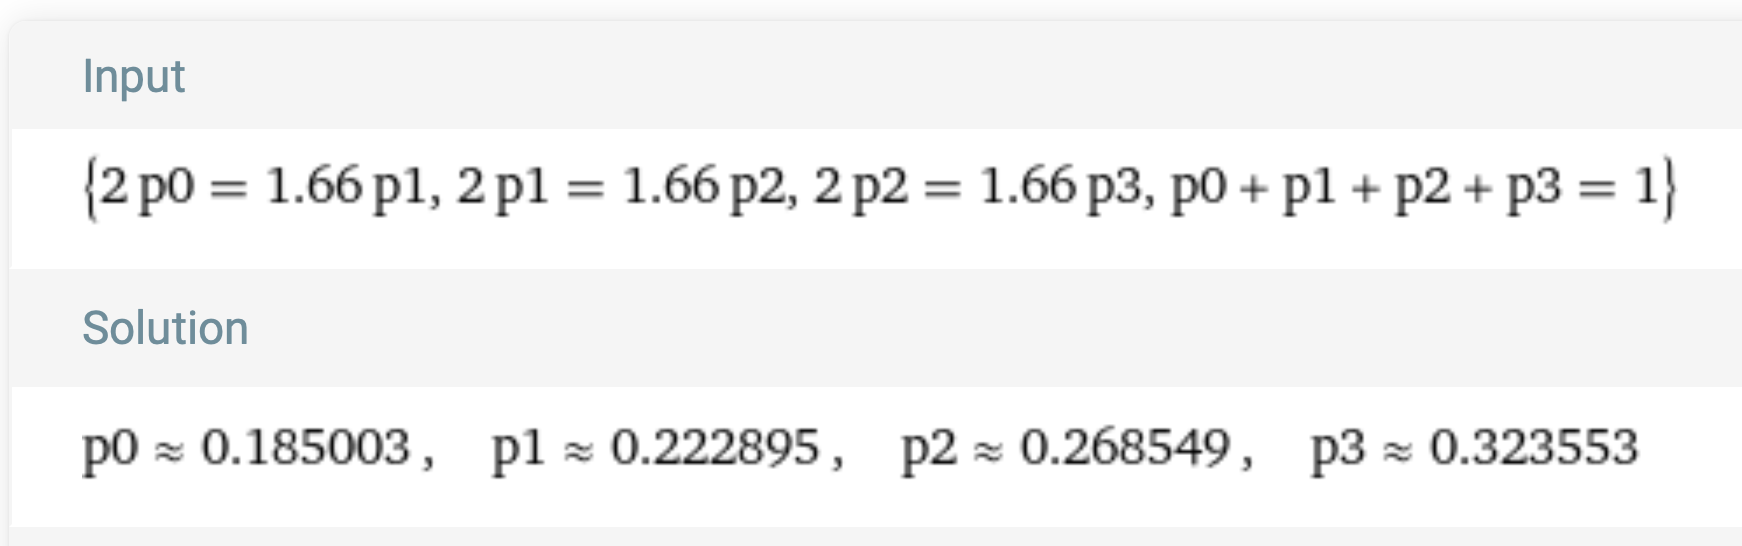 Input
{2 p0 = 1.66 p1, 2 p1 = 1.66 p2, 2 p2 = 1.66 p3, p0 + p1 + p2 + p3 = 1}
Solution
p0 ≈ 0.185003 , p1 ≈ 0.222895 , p2 ≈ 0.268549 , p3 ≈ 0.323553